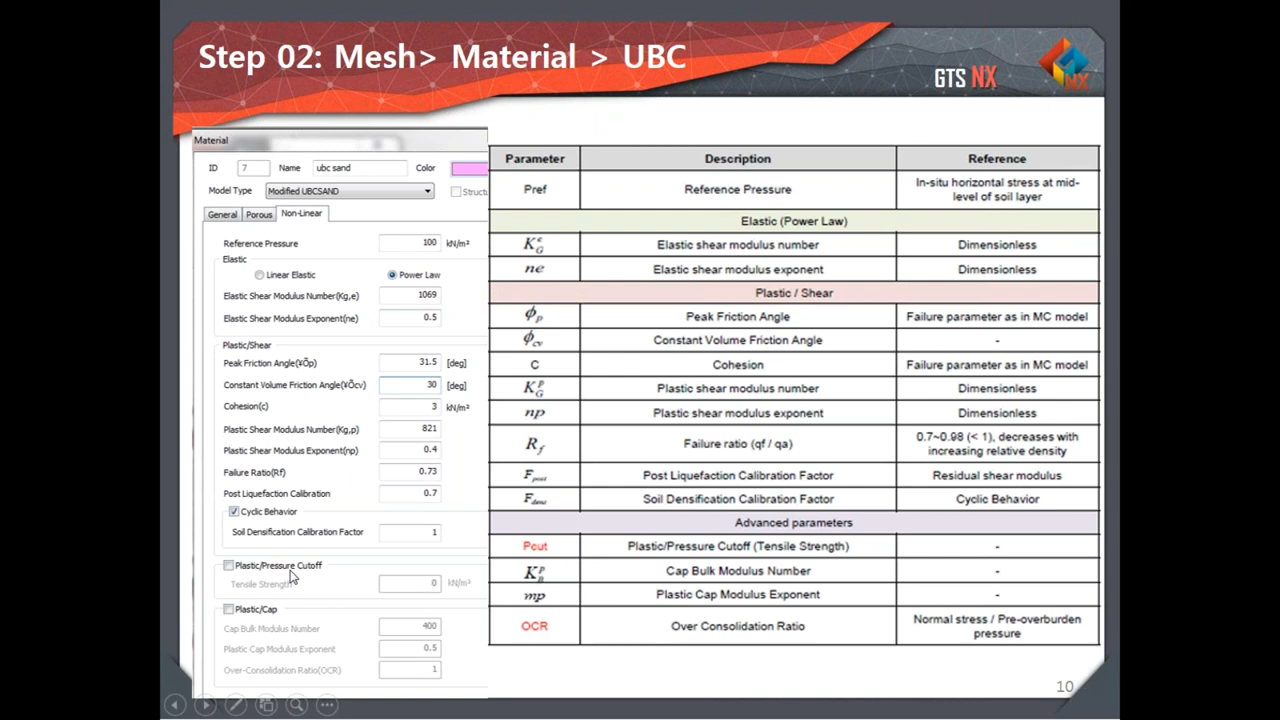 Step 02: Mesh> Material > UBC
GTS NX
NX
Material
ID 7 Name ubc sand Color
Model Type Modified UBCSAND Structu
General Porous Non-Linear
Reference Pressure 100 kN/m²
Elastic
Linear Elastic Power Law
Elastic Shear Modulus Number(Kg,e) 1069
Elastic Shear Modulus Exponent(ne) 0.5
Plastic/Shear
Peak Friction Angle(¥Õp) 31.5 [deg]
Constant Volume Friction Angle(¥Õcv) 30 [deg]
Cohesion(c) 3 kN/m²
Plastic Shear Modulus Number(Kg,p) 821
Plastic Shear Modulus Exponent(np) 0.4
Failure Ratio(Rf) 0.73
Post Liquefaction Calibration 0.7
Cyclic Behavior
Soil Densification Calibration Factor 1
Plastic/Pressure Cutoff
Tensile Strength 0 kN/m²
Plastic/Cap
Cap Bulk Modulus Number 400
Plastic Cap Modulus Exponent 0.5
Over-Consolidation Ratio(OCR) 1
Parameter Description Reference
Pref Reference Pressure In-situ horizontal stress at mid-
level of soil layer
Elastic (Power Law)
K_G^e Elastic shear modulus number Dimensionless
ne Elastic shear modulus exponent Dimensionless
Plastic / Shear
ϕ_p Peak Friction Angle Failure parameter as in MC model
ϕ_cv Constant Volume Friction Angle -
C Cohesion Failure parameter as in MC model
K_G^p Plastic shear modulus number Dimensionless
np Plastic shear modulus exponent Dimensionless
R_f Failure ratio (qf / qa) 0.7~0.98 (< 1), decreases with
increasing relative density
F_post Post Liquefaction Calibration Factor Residual shear modulus
F_dens Soil Densification Calibration Factor Cyclic Behavior
Advanced parameters
Pcut Plastic/Pressure Cutoff (Tensile Strength) -
K_B^p Cap Bulk Modulus Number -
mp Plastic Cap Modulus Exponent -
OCR Over Consolidation Ratio Normal stress / Pre-overburden
pressure
10